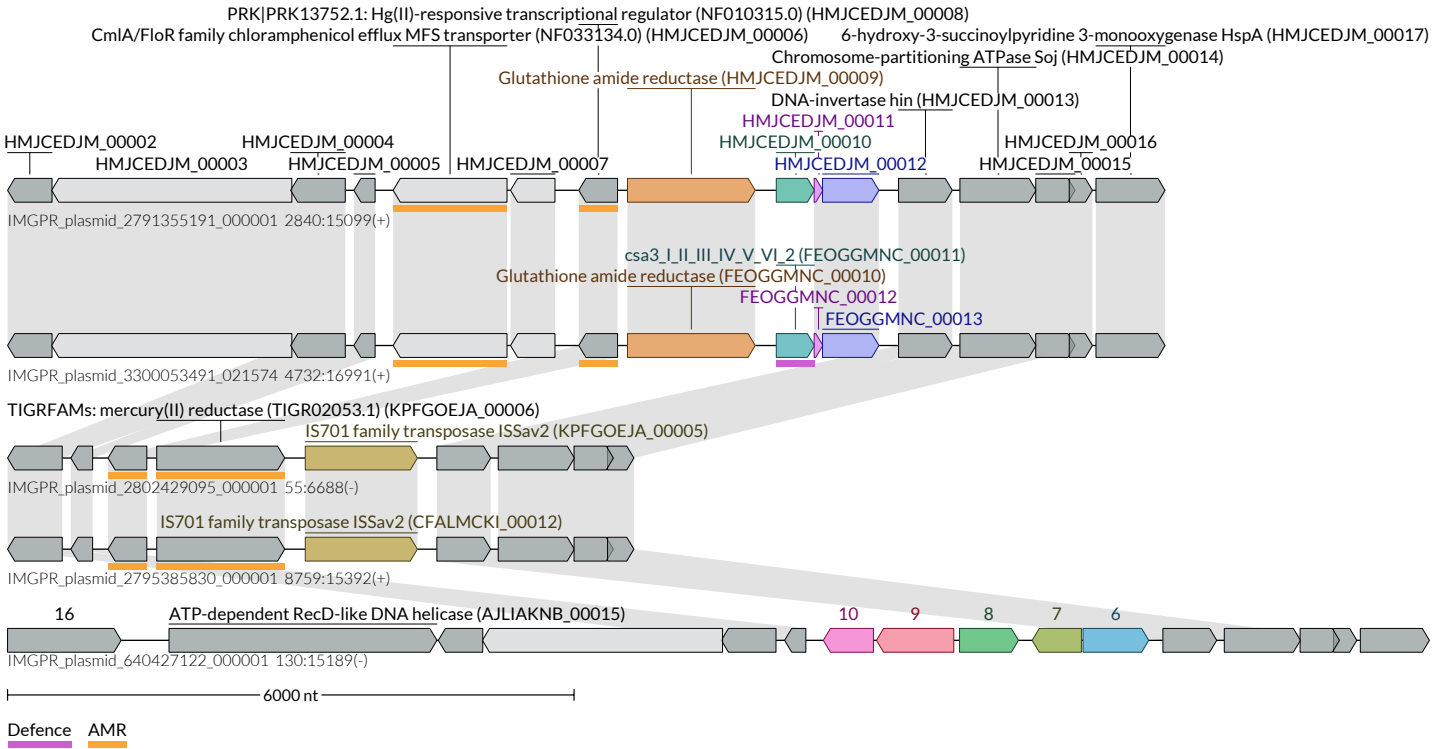 PRK|PRK13752.1: Hg(II)-responsive transcriptional regulator (NF010315.0) (HMJCEDJM_00008)
CmlA/FloR family chloramphenicol efflux MFS transporter (NF033134.0) (HMJCEDJM_00006)
6-hydroxy-3-succinoylpyridine 3-monooxygenase HspA (HMJCEDJM_00017)
Chromosome-partitioning ATPase Soj (HMJCEDJM_00014)
Glutathione amide reductase (HMJCEDJM_00009)
DNA-invertase hin (HMJCEDJM_00013)
HMJCEDJM_00011
HMJCEDJM_00002
HMJCEDJM_00004
HMJCEDJM_00010
HMJCEDJM_00016
HMJCEDJM_00003
HMJCEDJM_00005
HMJCEDJM_00007
HMJCEDJM_00012
HMJCEDJM_00015
IMGPR_plasmid_2791355191_000001 2840:15099(+)
csa3_I_II_III_IV_V_VI_2 (FEOGGMNC_00011)
Glutathione amide reductase (FEOGGMNC_00010)
FEOGGMNC_00012
FEOGGMNC_00013
IMGPR_plasmid_3300053491_021574 4732:16991(+)
TIGRFAMs: mercury(II) reductase (TIGR02053.1) (KPFGOEJA_00006)
IS701 family transposase ISSav2 (KPFGOEJA_00005)
IMGPR_plasmid_2802429095_000001 55:6688(-)
IS701 family transposase ISSav2 (CFALMCKI_00012)
IMGPR_plasmid_2795385830_000001 8759:15392(+)
16
ATP-dependent RecD-like DNA helicase (AJLIAKNB_00015)
10
9
8
7
6
IMGPR_plasmid_640427122_000001 130:15189(-)
6000 nt
Defence
AMR